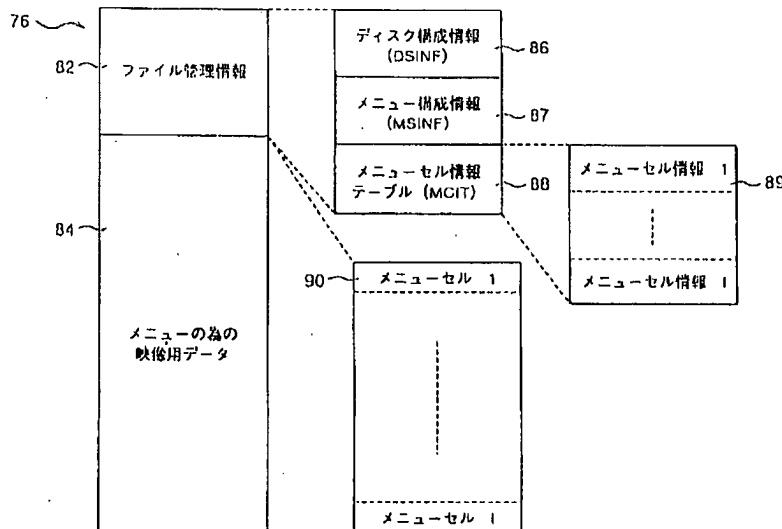 76
82
ファイル管理情報
84
メニューの為の
映像用データ
ディスク構成情報
(DSINF)
86
メニュー構成情報
(MSINF)
87
メニューセル情報
テーブル (MCIT)
88
メニューセル情報 1
89
メニューセル情報 I
90
メニューセル 1
メニューセル I